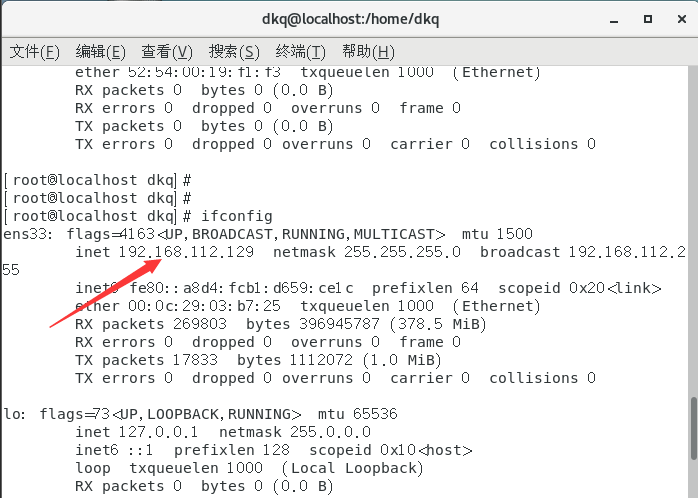 dkq@localhost:/home/dkq
文件(F) 编辑(E) 查看(V) 搜索(S) 终端(T) 帮助(H)
ether 52:54:00:19:f1:f3 txqueuelen 1000 (Ethernet)
RX packets 0 bytes 0 (0.0 B)
RX errors 0 dropped 0 overruns 0 frame 0
TX packets 0 bytes 0 (0.0 B)
TX errors 0 dropped 0 overruns 0 carrier 0 collisions 0
[root@localhost dkq]#
[root@localhost dkq]#
[root@localhost dkq]# ifconfig
ens33: flags=4163<UP,BROADCAST,RUNNING,MULTICAST> mtu 1500
inet 192.168.112.129 netmask 255.255.255.0 broadcast 192.168.112.2
55
inet6 fe80::a8d4:fcb1:d659:ce1c prefixlen 64 scopeid 0x20<link>
ether 00:0c:29:03:b7:25 txqueuelen 1000 (Ethernet)
RX packets 269803 bytes 396945787 (378.5 MiB)
RX errors 0 dropped 0 overruns 0 frame 0
TX packets 17833 bytes 1112072 (1.0 MiB)
TX errors 0 dropped 0 overruns 0 carrier 0 collisions 0
lo: flags=73<UP,LOOPBACK,RUNNING> mtu 65536
inet 127.0.0.1 netmask 255.0.0.0
inet6 ::1 prefixlen 128 scopeid 0x10<host>
loop txqueuelen 1000 (Local Loopback)
RX packets 0 bytes 0 (0.0 B)